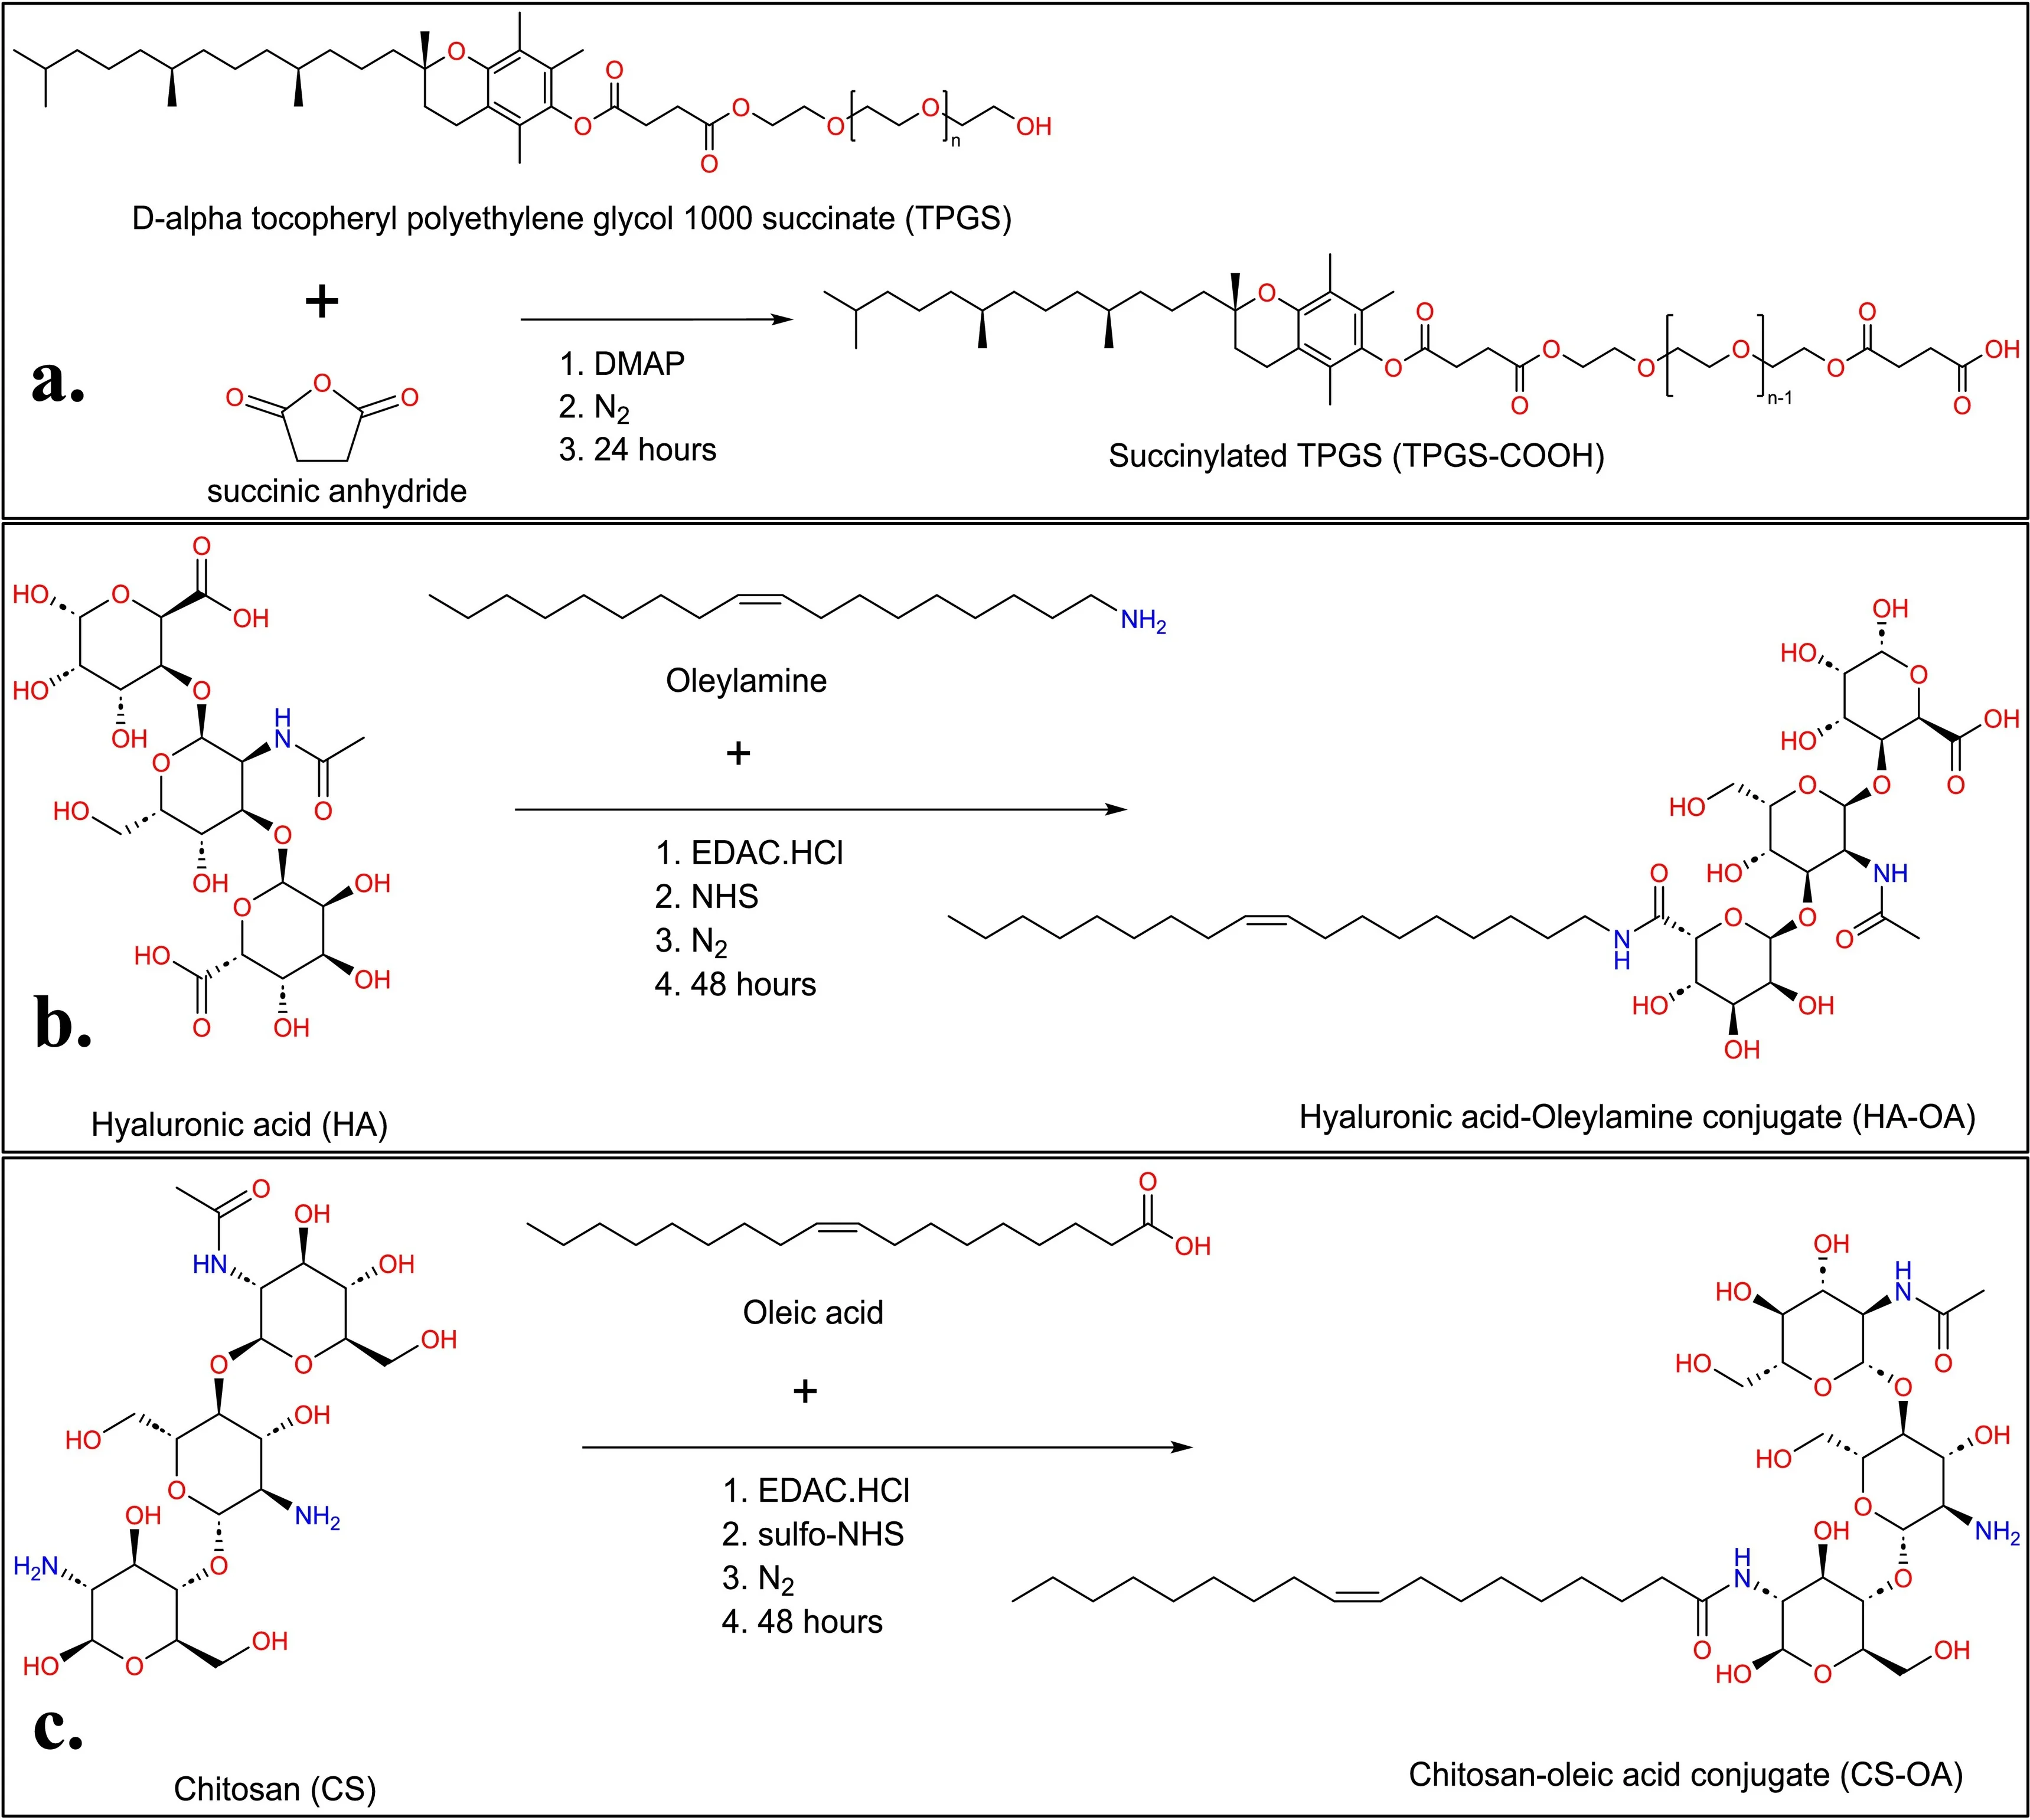 O
O
O
O
O
O
O
O
n
OH
D-alpha tocopheryl polyethylene glycol 1000 succinate (TPGS)
+
a.
O
O
O
succinic anhydride
1. DMAP
2. N2
3. 24 hours
O
O
O
O
O
O
O
n-1
O
O
O
OH
Succinylated TPGS (TPGS-COOH)
b.
O
HO
O
OH
HO
O
OH
H
N
O
O
HO
O
OH
O
OH
HO
OH
O
OH
Hyaluronic acid (HA)
NH2
Oleylamine
+
1. EDAC.HCl
2. NHS
3. N2
4. 48 hours
OH
HO
O
HO
OH
O
O
O
HO
HO
NH
O
O
O
O
N
H
HO
OH
OH
Hyaluronic acid-Oleylamine conjugate (HA-OA)
c.
O
OH
HN
OH
OH
O
O
OH
HO
O
NH2
OH
H2N
O
OH
HO
O
Chitosan (CS)
O
OH
Oleic acid
+
1. EDAC.HCl
2. sulfo-NHS
3. N2
4. 48 hours
OH
H
N
HO
O
HO
O
O
OH
HO
O
NH2
OH
H
N
O
O
OH
HO
O
Chitosan-oleic acid conjugate (CS-OA)